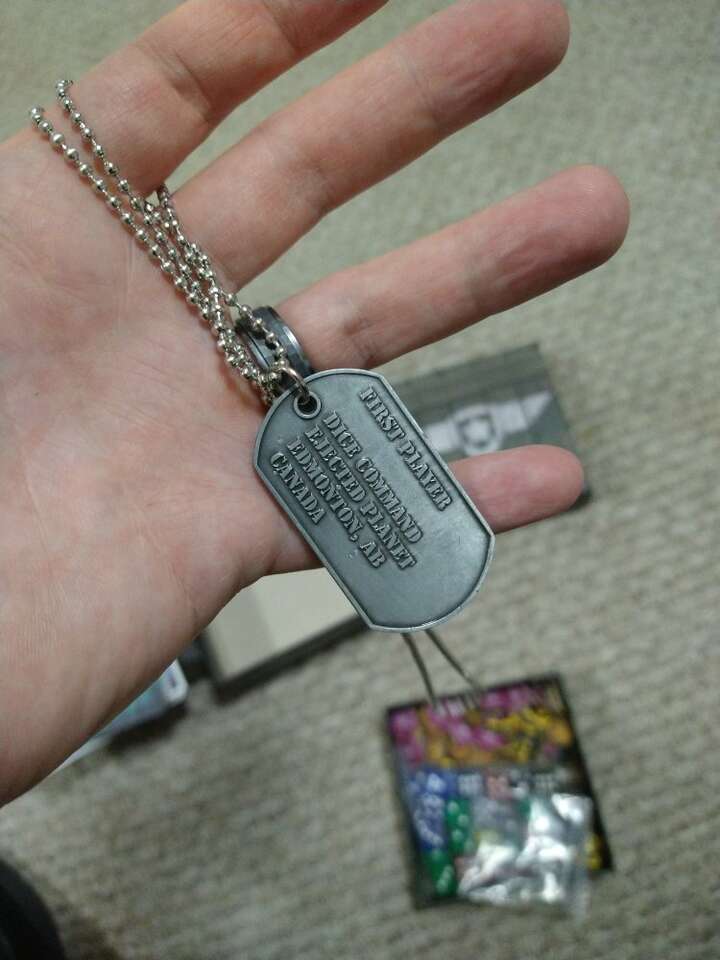 FIRST PLAYER
DICE COMMAND
EJECTED PLANET
EDMONTON, AB
CANADA